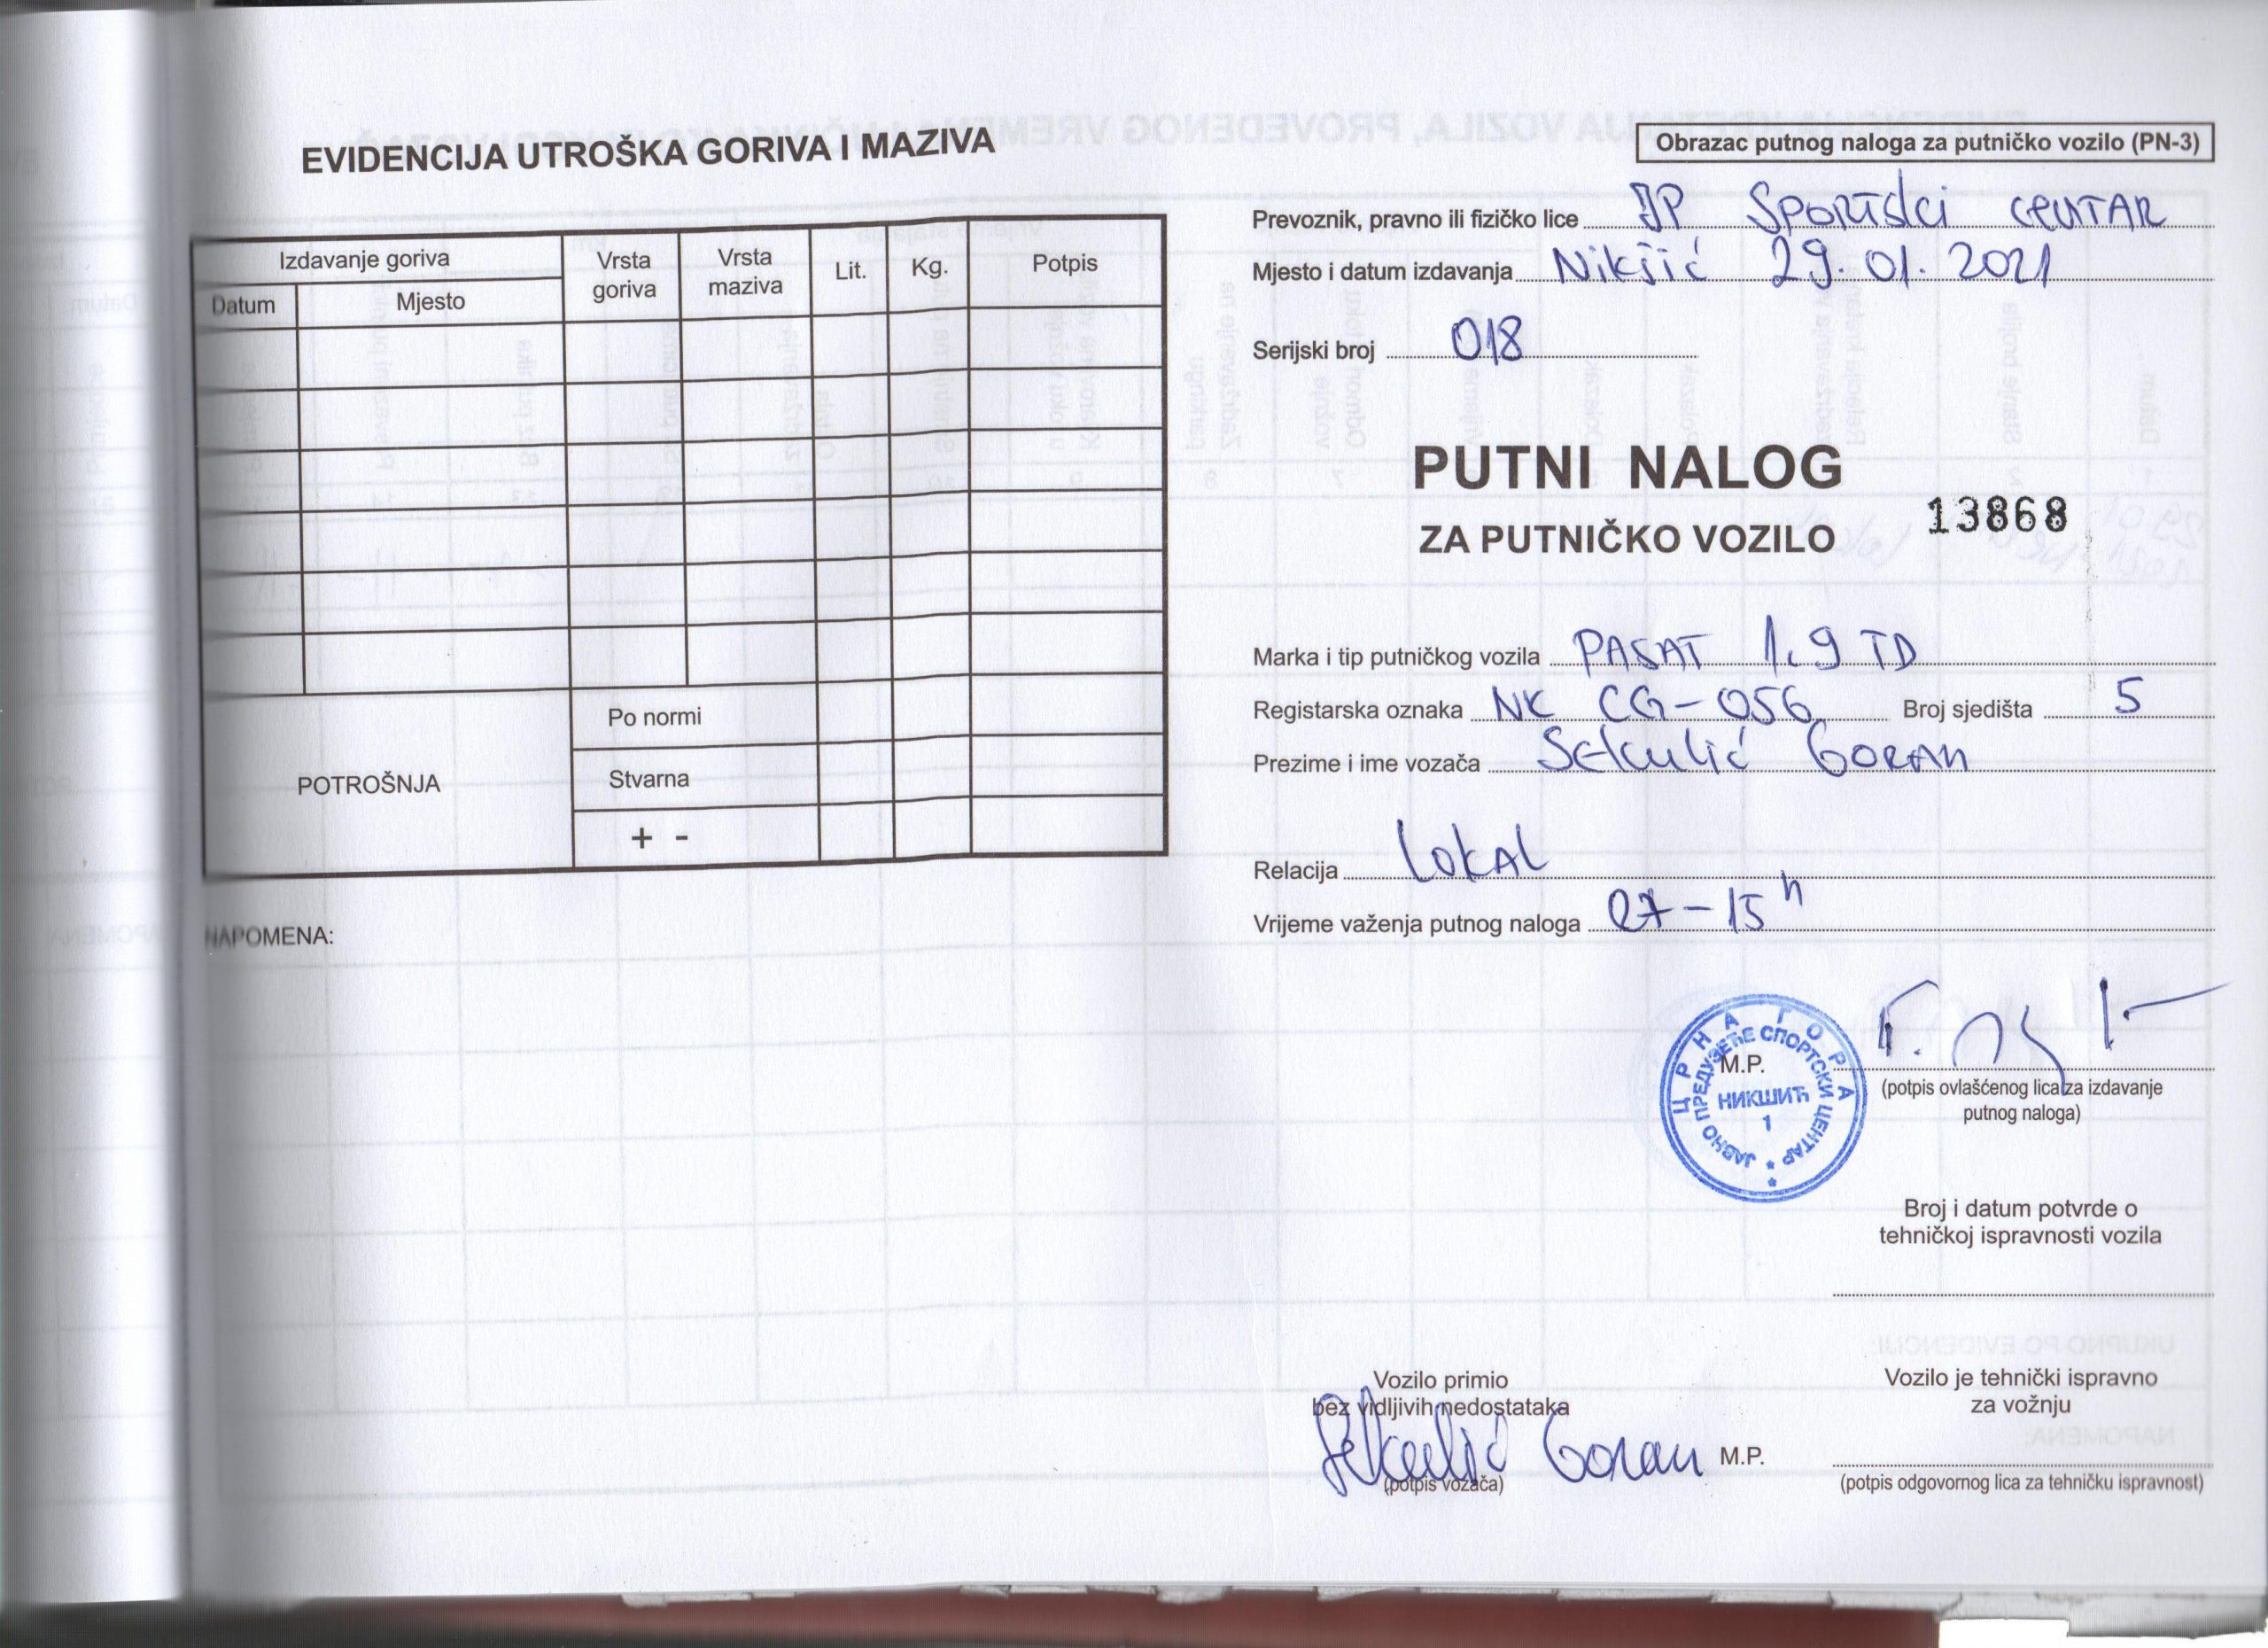 EVIDENCIJA UTROŠKA GORIVA I MAZIVA
Izdavanje goriva
Datum
Mjesto
Vrsta goriva
Vrsta maziva
Lit.
Kg.
Potpis
POTROŠNJA
Po normi
Stvarna
+ -
NAPOMENA:
Obrazac putnog naloga za putničko vozilo (PN-3)
Prevoznik, pravno ili fizičko lice JP Sportski centar
Mjesto i datum izdavanja Nikšić 29.01.2021
Serijski broj 018
PUTNI NALOG
ZA PUTNIČKO VOZILO
13868
Marka i tip putničkog vozila PASAT 1.9 TD
Registarska oznaka NK CG-056 Broj sjedišta 5
Prezime i ime vozača Sekulić Goran
Relacija LOKAL
Vrijeme važenja putnog naloga 07-15 h
M.P.
ЦРНА ГОРА
ЈАВНО ПРЕДУЗЕЋЕ СПОРТСКИ ЦЕНТАР
НИКШИЋ
1
(potpis ovlašćenog lica za izdavanje
putnog naloga)
Broj i datum potvrde o
tehničkoj ispravnosti vozila
Vozilo primio
bez vidljivih nedostataka
Sekulić Goran
(potpis vozača)
M.P.
Vozilo je tehnički ispravno
za vožnju
(potpis odgovornog lica za tehničku ispravnost)